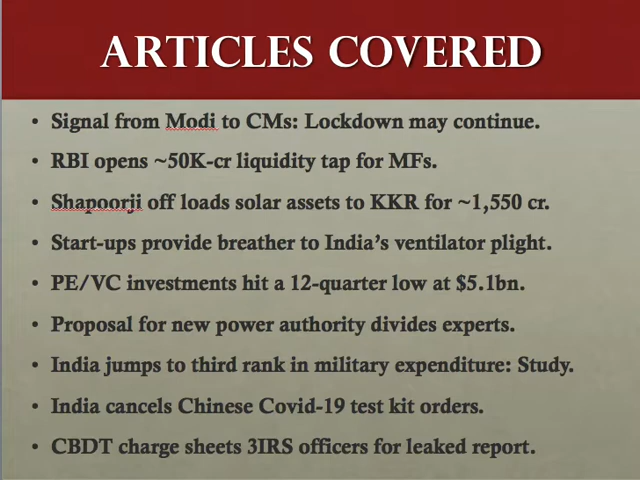 ARTICLES COVERED
• Signal from Modi to CMs: Lockdown may continue.
• RBI opens ~50K-cr liquidity tap for MFs.
• Shapoorji off loads solar assets to KKR for ~1,550 cr.
• Start-ups provide breather to India's ventilator plight.
• PE/VC investments hit a 12-quarter low at $5.1bn.
• Proposal for new power authority divides experts.
• India jumps to third rank in military expenditure: Study.
• India cancels Chinese Covid-19 test kit orders.
• CBDT charge sheets 3IRS officers for leaked report.